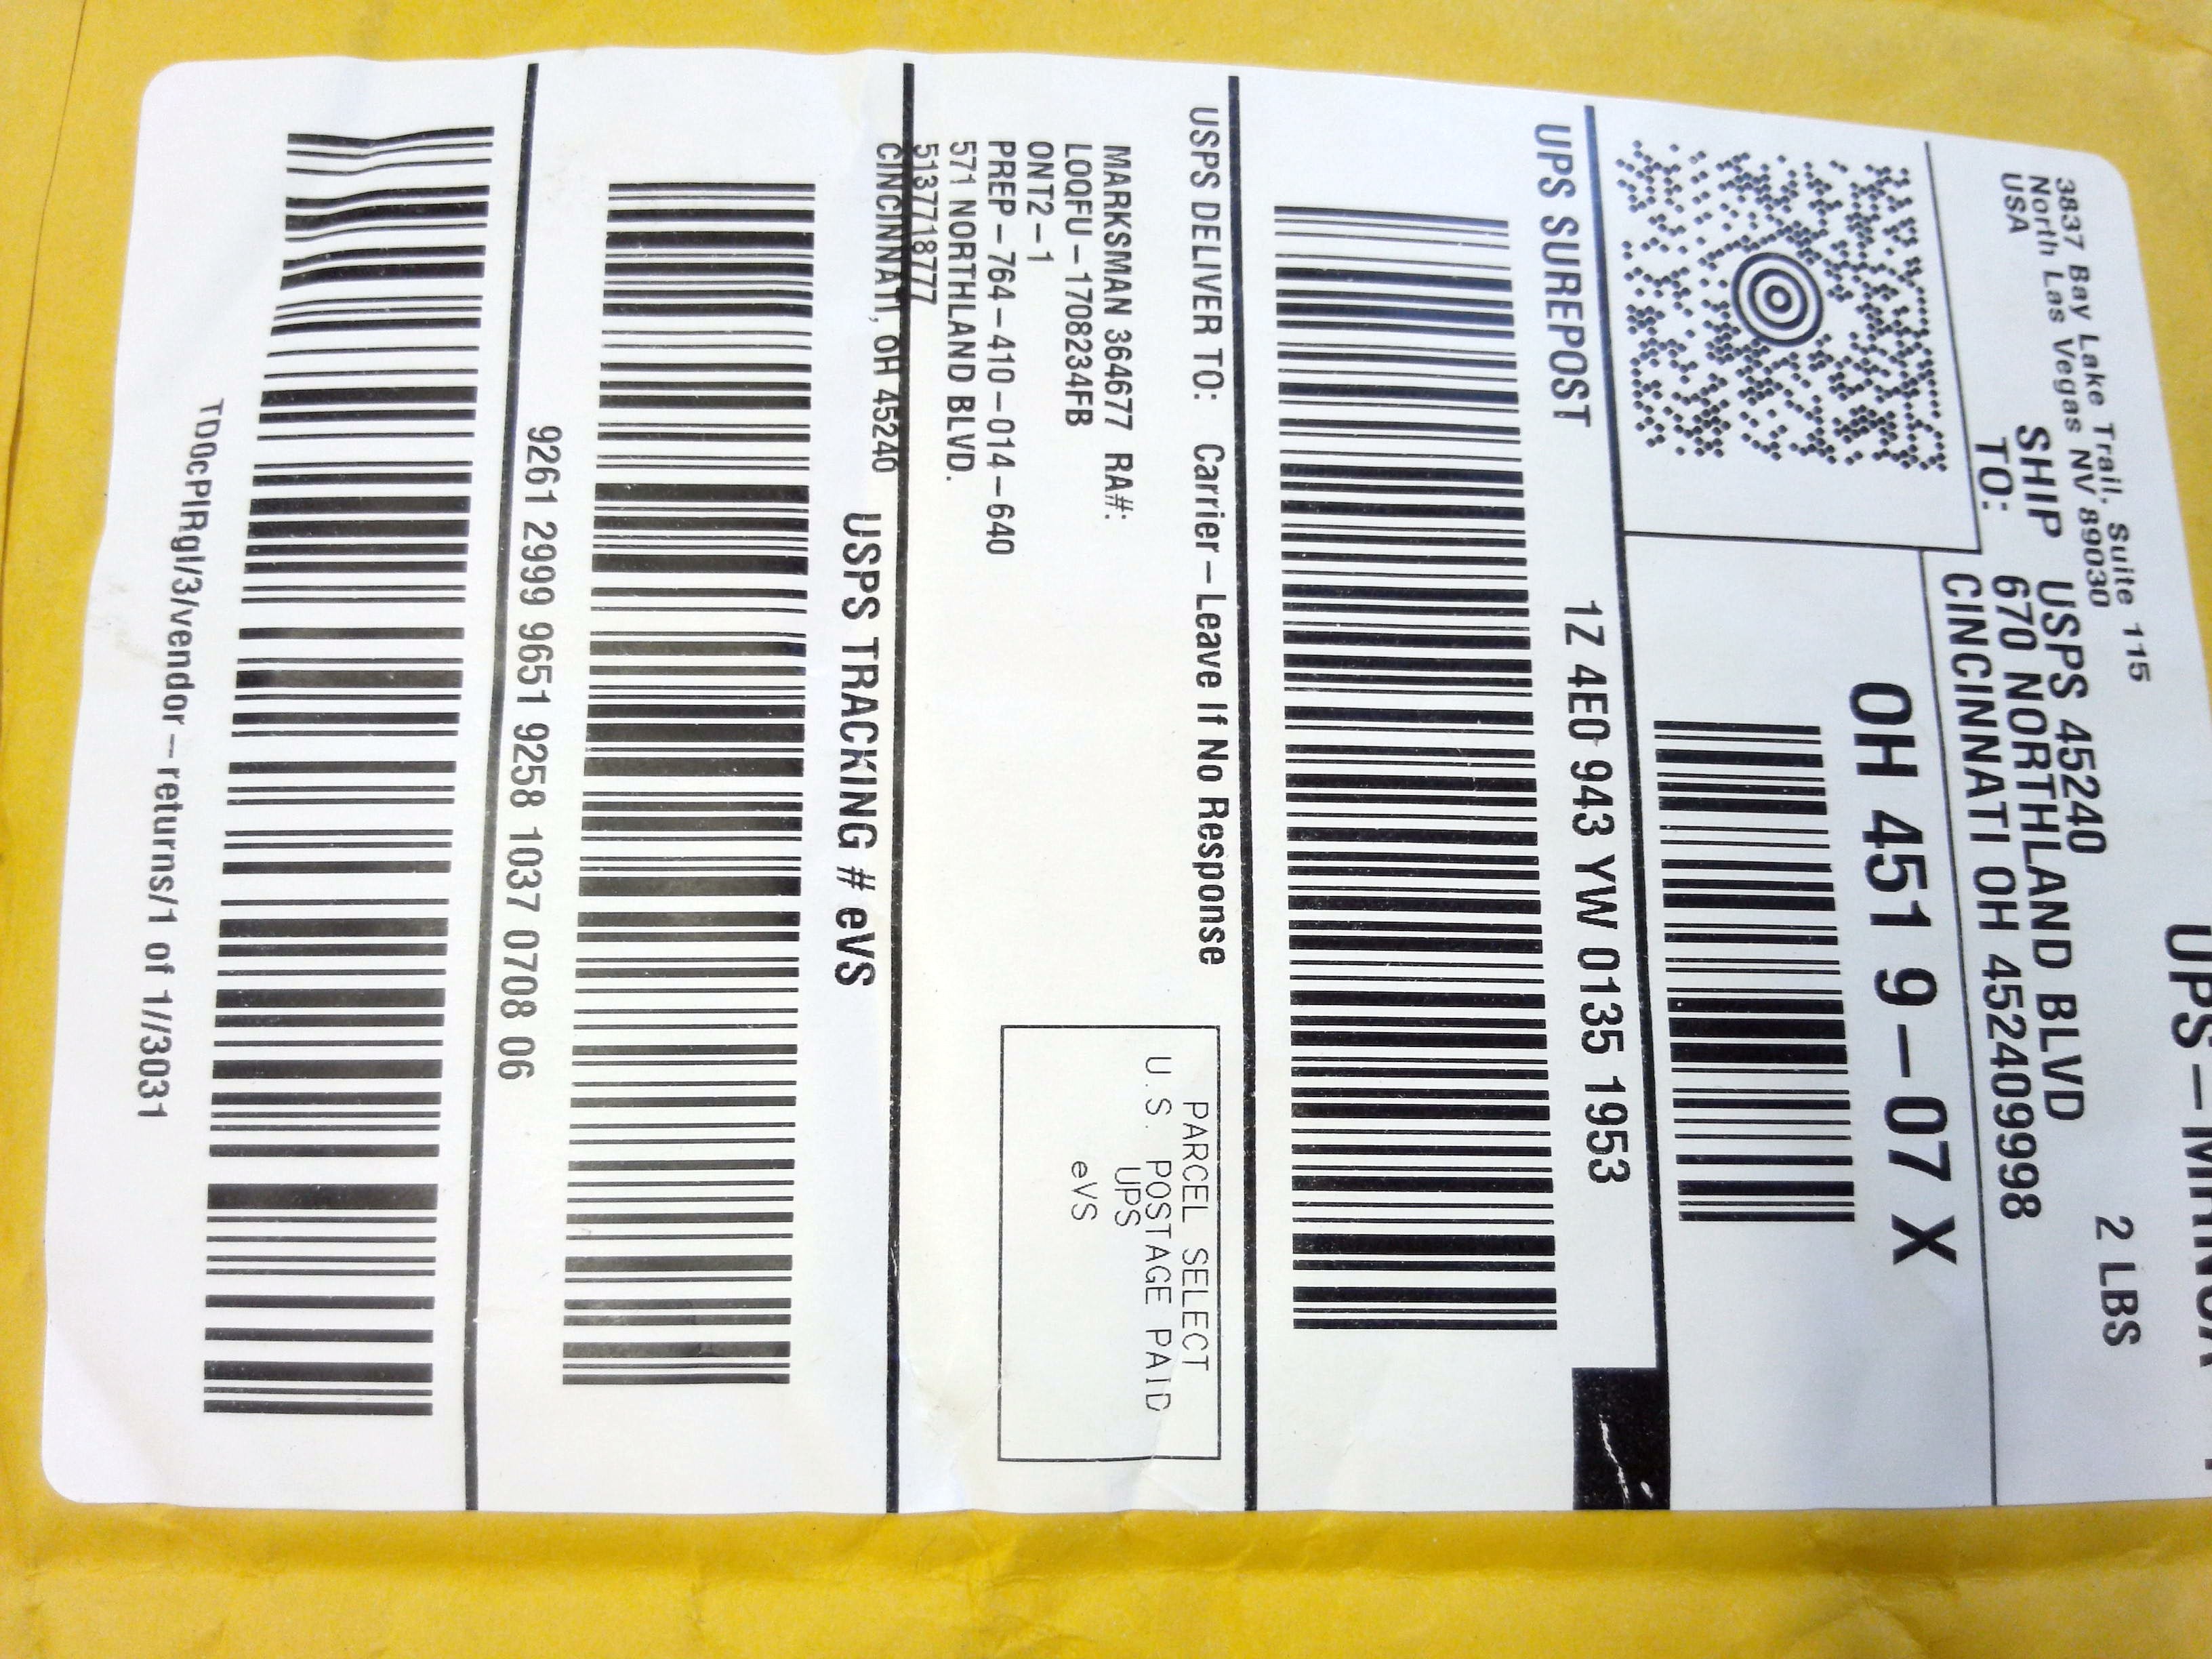 3837 Bay Lake Trail, Suite 115
North Las Vegas NV 89030
USA
2 LBS
SHIP
TO:
USPS 45240
670 NORTHLAND BLVD
CINCINNATI OH 452409998
OH 451 9-07 X
UPS SUREPOST
1Z 4E0 943 YW 0135 1953
USPS DELIVER TO: Carrier-Leave If No Response
MARKSMAN 364677 RA#:
LOQFU-1708234FB
ONT2-1
PREP-764-410-014-640
571 NORTHLAND BLVD.
5137718777
CINCINNATI, OH 45240
PARCEL SELECT
U.S. POSTAGE PAID
UPS
eVS
USPS TRACKING # eVS
9261 2999 9651 9258 1037 0708 06
TD0cPIRgI/3/vendor-returns/1 of 1//3031